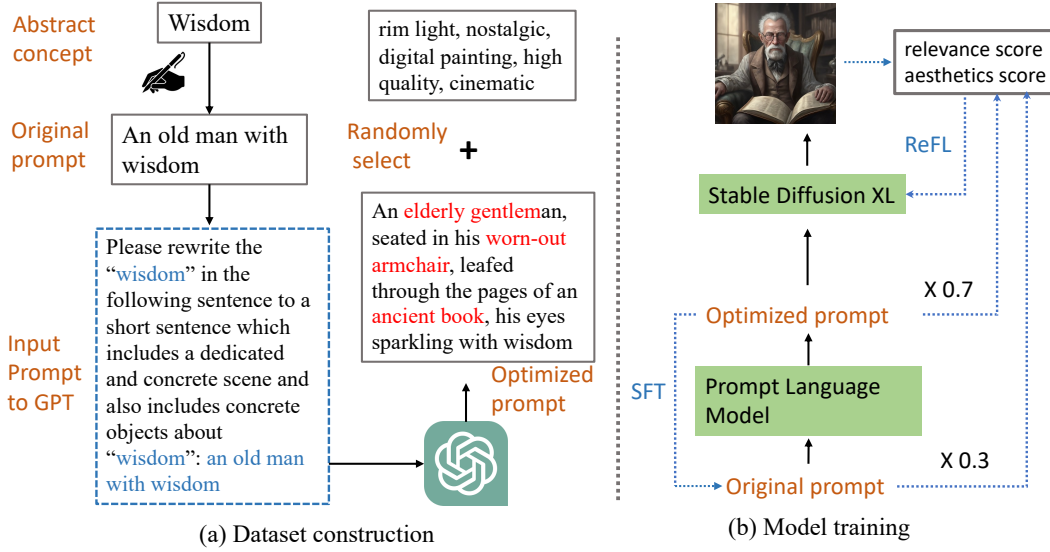 Abstract
concept
Wisdom
Original
prompt
An old man with
wisdom
Input
Prompt
to GPT
Please rewrite the
“wisdom” in the
following sentence to a
short sentence which
includes a dedicated
and concrete scene and
also includes concrete
objects about
“wisdom”: an old man
with wisdom
rim light, nostalgic,
digital painting, high
quality, cinematic
Randomly
select
+
An elderly gentleman,
seated in his worn-out
armchair, leafed
through the pages of an
ancient book, his eyes
sparkling with wisdom
Optimized
prompt
(a) Dataset construction
relevance score
aesthetics score
ReFL
Stable Diffusion XL
X 0.7
Optimized prompt
SFT
Prompt Language
Model
X 0.3
Original prompt
(b) Model training